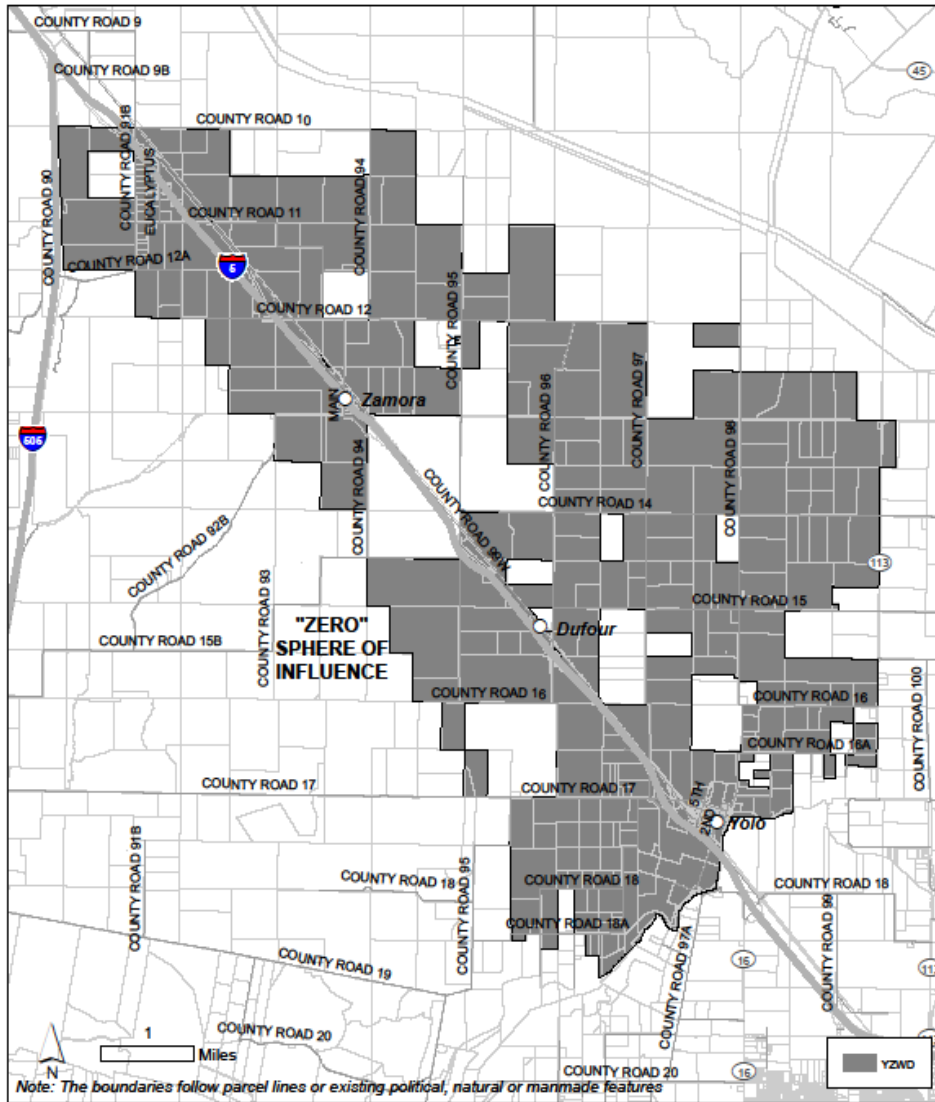 COUNTY ROAD 9
COUNTY ROAD 9B
45
COUNTY ROAD 10
COUNTY ROAD 91B
EUCALYPTUS
COUNTY ROAD 90
COUNTY ROAD 94
COUNTY ROAD 11
COUNTY ROAD 12A
5
COUNTY ROAD 12
COUNTY ROAD 95
E
COUNTY ROAD 96
COUNTY ROAD 97
COUNTY ROAD 98
MAIN
Zamora
505
COUNTY ROAD 94
COUNTY ROAD 14
COUNTY ROAD 99W
COUNTY ROAD 92B
113
COUNTY ROAD 93
COUNTY ROAD 15
COUNTY ROAD 15B
"ZERO"
SPHERE OF
INFLUENCE
Dufour
COUNTY ROAD 16
COUNTY ROAD 16
COUNTY ROAD 100
COUNTY ROAD 16A
COUNTY ROAD 17
COUNTY ROAD 17
5TH
2ND
Yolo
COUNTY ROAD 91B
COUNTY ROAD 18
COUNTY ROAD 95
COUNTY ROAD 18
COUNTY ROAD 18
COUNTY ROAD 18A
COUNTY ROAD 97A
COUNTY ROAD 99
COUNTY ROAD 19
16
COUNTY ROAD 20
COUNTY ROAD 20
16
N
1
Miles
YZWD
Note: The boundaries follow parcel lines or existing political, natural or manmade features